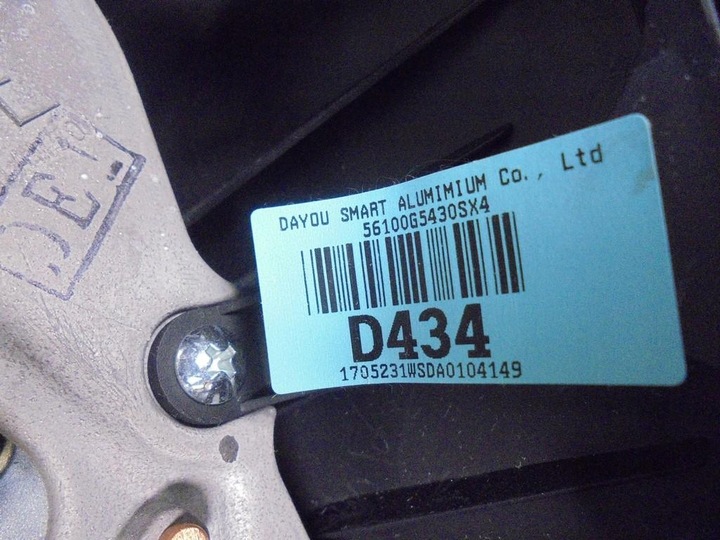 DAYOU SMART ALUMIMIUM Co., Ltd
56100G5430SX4
D434
1705231WSDA0104149